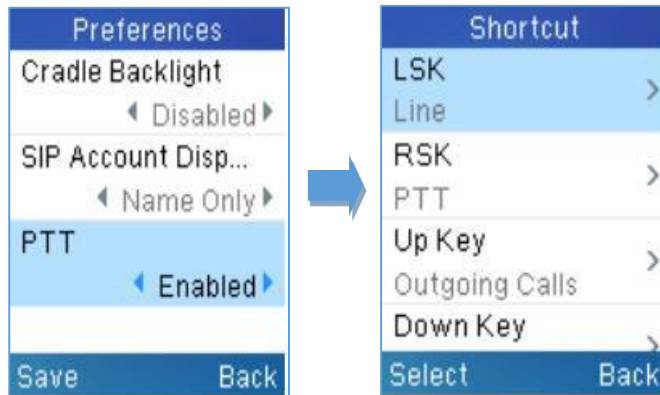 Preferences
Cradle Backlight
Disabled
SIP Account Disp...
Name Only
PTT
Enabled
Save Back
Shortcut
LSK
Line
RSK
PTT
Up Key
Outgoing Calls
Down Key
Select Back